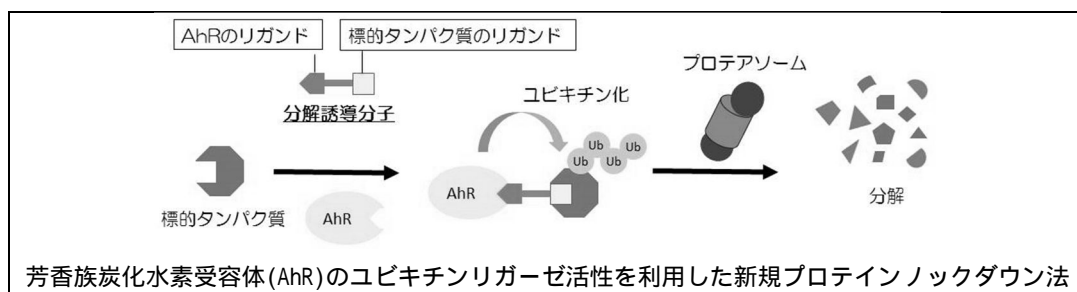 AhRのリガンド
標的タンパク質のリガンド
分解誘導分子
プロテアソーム
ユビキチン化
Ub
Ub
Ub
Ub
Ub
AhR
標的タンパク質
AhR
分解
芳香族炭化水素受容体(AhR)のユビキチンリガーゼ活性を利用した新規プロテインノックダウン法